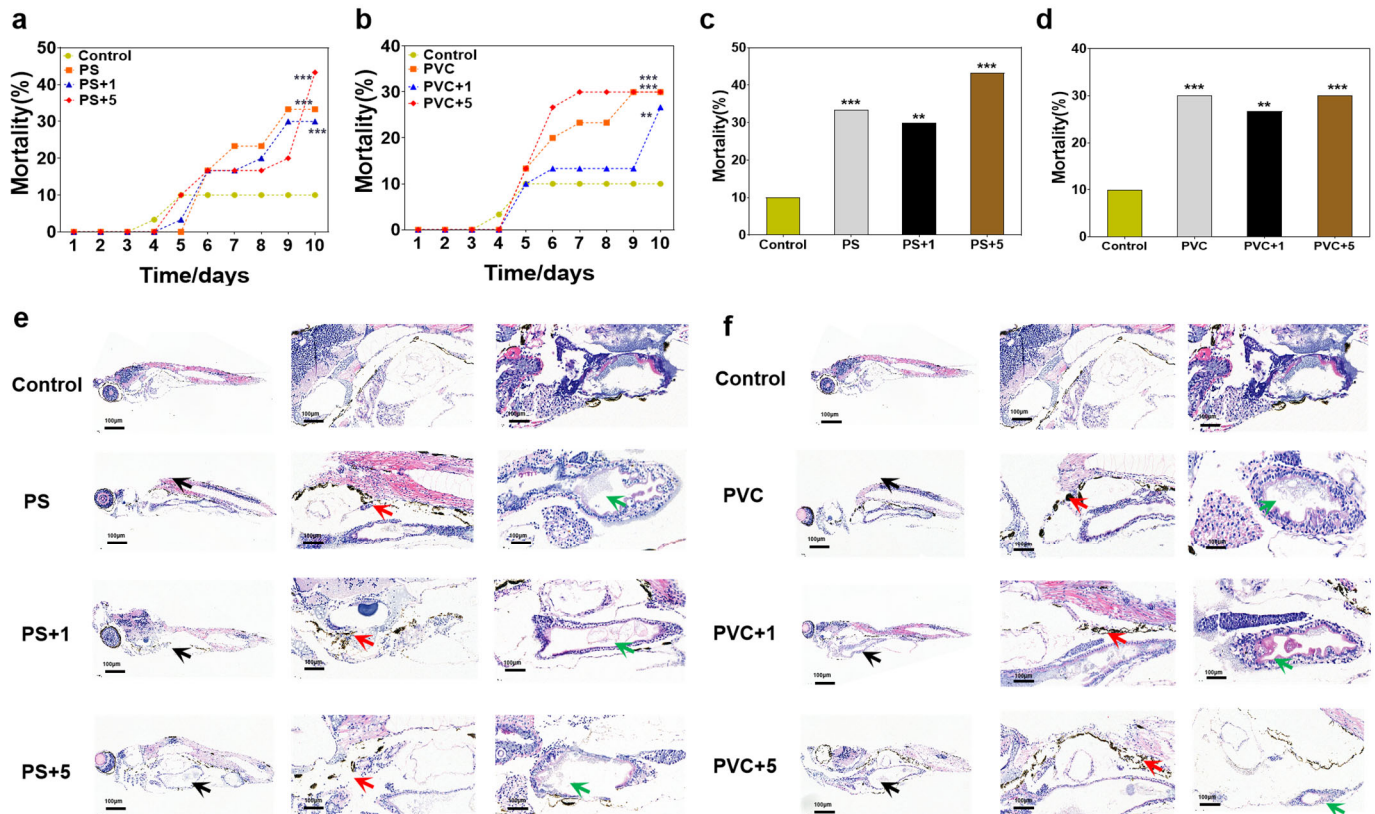 a
50
40
30
20
10
0
Mortality(%)
Control
PS
PS+1
PS+5
***
***
***
1 2 3 4 5 6 7 8 9 10
Time/days
b
40
30
20
10
0
Mortality(%)
Control
PVC
PVC+1
PVC+5
***
***
**
1 2 3 4 5 6 7 8 9 10
Time/days
c
50
40
30
20
10
0
Mortality(%)
***
**
***
Control PS PS+1 PS+5
d
40
30
20
10
0
Mortality(%)
***
**
***
Control PVC PVC+1 PVC+5
e
Control
100μm
100μm
100μm
PS
100μm
100μm
100μm
PS+1
100μm
100μm
100μm
PS+5
100μm
100μm
100μm
f
Control
100μm
100μm
100μm
PVC
100μm
100μm
100μm
PVC+1
100μm
100μm
100μm
PVC+5
100μm
100μm
100μm